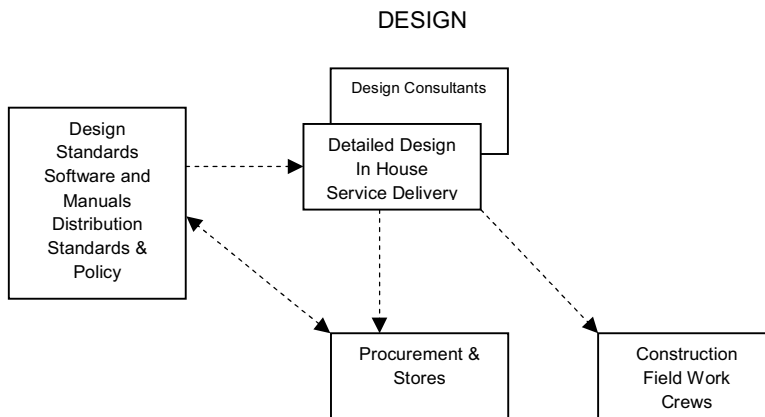 DESIGN
Design Consultants
Design
Standards
Software and
Manuals
Distribution
Standards &
Policy
Detailed Design
In House
Service Delivery
Procurement &
Stores
Construction
Field Work
Crews